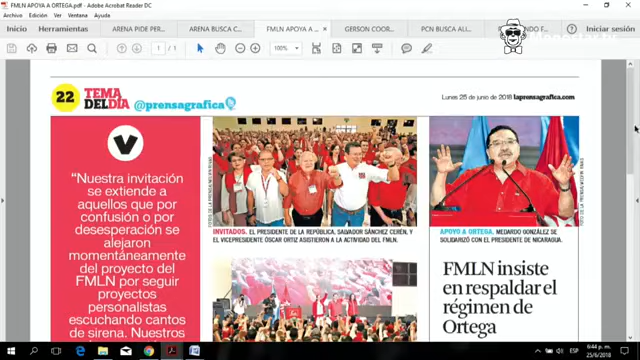 FMLN APOYA A ORTEGA.pdf - Adobe Acrobat Reader DC
Archivo Edición Ver Ventana Ayuda
Inicio Herramientas ARENA PIDE PER... ARENA BUSCA C... FMLN APOYA A ... × GERSON COOR... PCN BUSCA ALI... Iniciar sesión
1 / 1 100%
22 TEMA DEL DÍA @prensagrafica
Lunes 25 de junio de 2018 laprensagrafica.com
“Nuestra invitación
se extiende a
aquellos que por
confusión o por
desesperación se
alejaron
momentáneamente
del proyecto del
FMLN por seguir
proyectos
personalistas
escuchando cantos
de sirena. Nuestros
INVITADOS. EL PRESIDENTE DE LA REPÚBLICA, SALVADOR SÁNCHEZ CERÉN, Y
EL VICEPRESIDENTE ÓSCAR ORTIZ ASISTIERON A LA ACTIVIDAD DEL FMLN.
APOYO A ORTEGA. MEDARDO GONZÁLEZ SE
SOLIDARIZÓ CON EL PRESIDENTE DE NICARAGUA.
FMLN insiste
en respaldar el
régimen de
Ortega
ESP
6:44 p. m.
25/6/2018